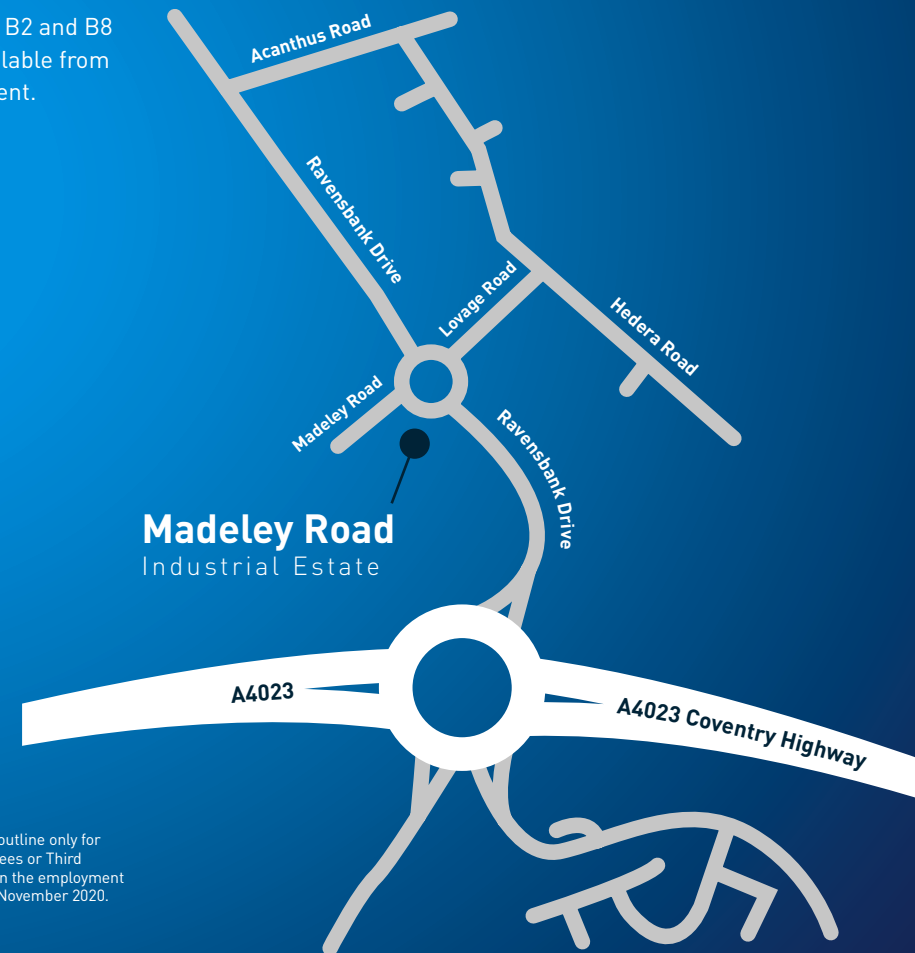 B2 and B8
lable from
ent.
Acanthus Road
Ravensbank Drive
Lovage Road
Hedera Road
Madeley Road
Ravensbank Drive
Madeley Road
Industrial Estate
A4023
A4023 Coventry Highway
outline only for
ees or Third
n the employment
November 2020.